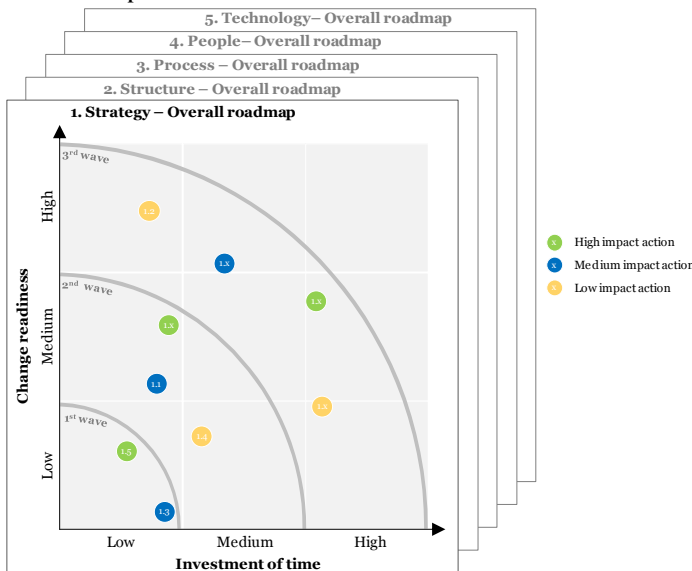 5. Technology– Overall roadmap
4. People– Overall roadmap
3. Process – Overall roadmap
2. Structure – Overall roadmap
1. Strategy – Overall roadmap
3rd wave
High
1.2
1.x
High impact action
x
Medium impact action
x
Low impact action
x
2nd wave
1.x
1.x
Change readiness
Medium
1.1
1.x
1st wave
1.4
1.5
Low
1.3
Low
Medium
High
Investment of time